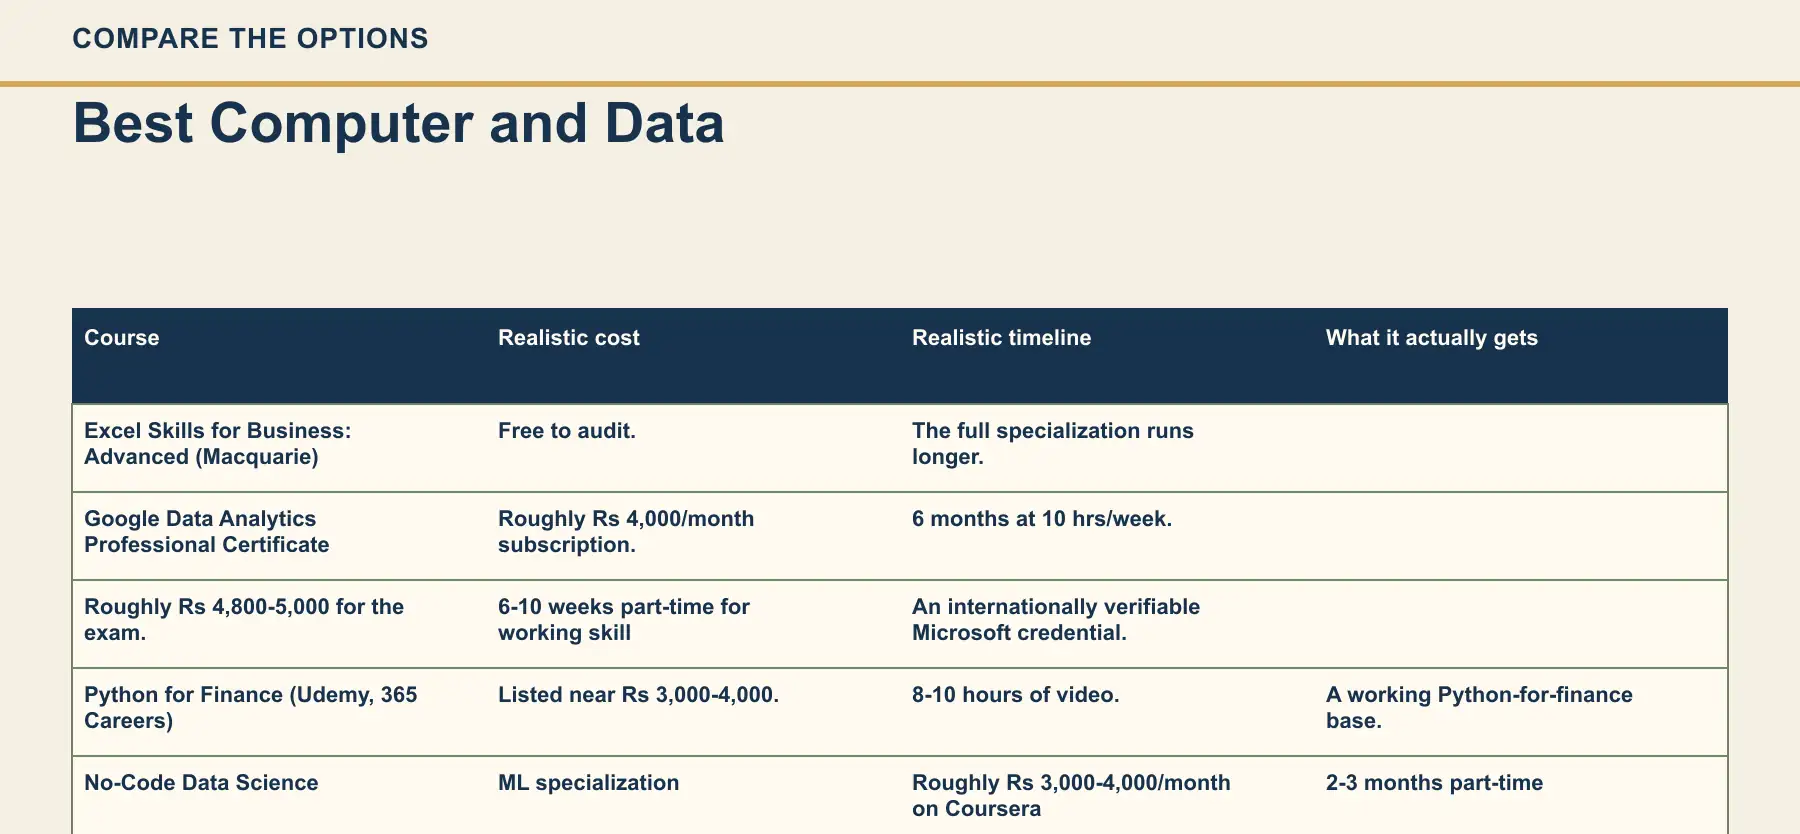 COMPARE THE OPTIONS
Best Computer and Data
Course Realistic cost Realistic timeline What it actually gets
Excel Skills for Business: Free to audit. The full specialization runs
Advanced (Macquarie) longer.
Google Data Analytics Roughly Rs 4,000/month 6 months at 10 hrs/week.
Professional Certificate subscription.
Roughly Rs 4,800-5,000 for the 6-10 weeks part-time for An internationally verifiable
exam. working skill Microsoft credential.
Python for Finance (Udemy, 365 Listed near Rs 3,000-4,000. 8-10 hours of video. A working Python-for-finance
Careers) base.
No-Code Data Science ML specialization Roughly Rs 3,000-4,000/month 2-3 months part-time
on Coursera